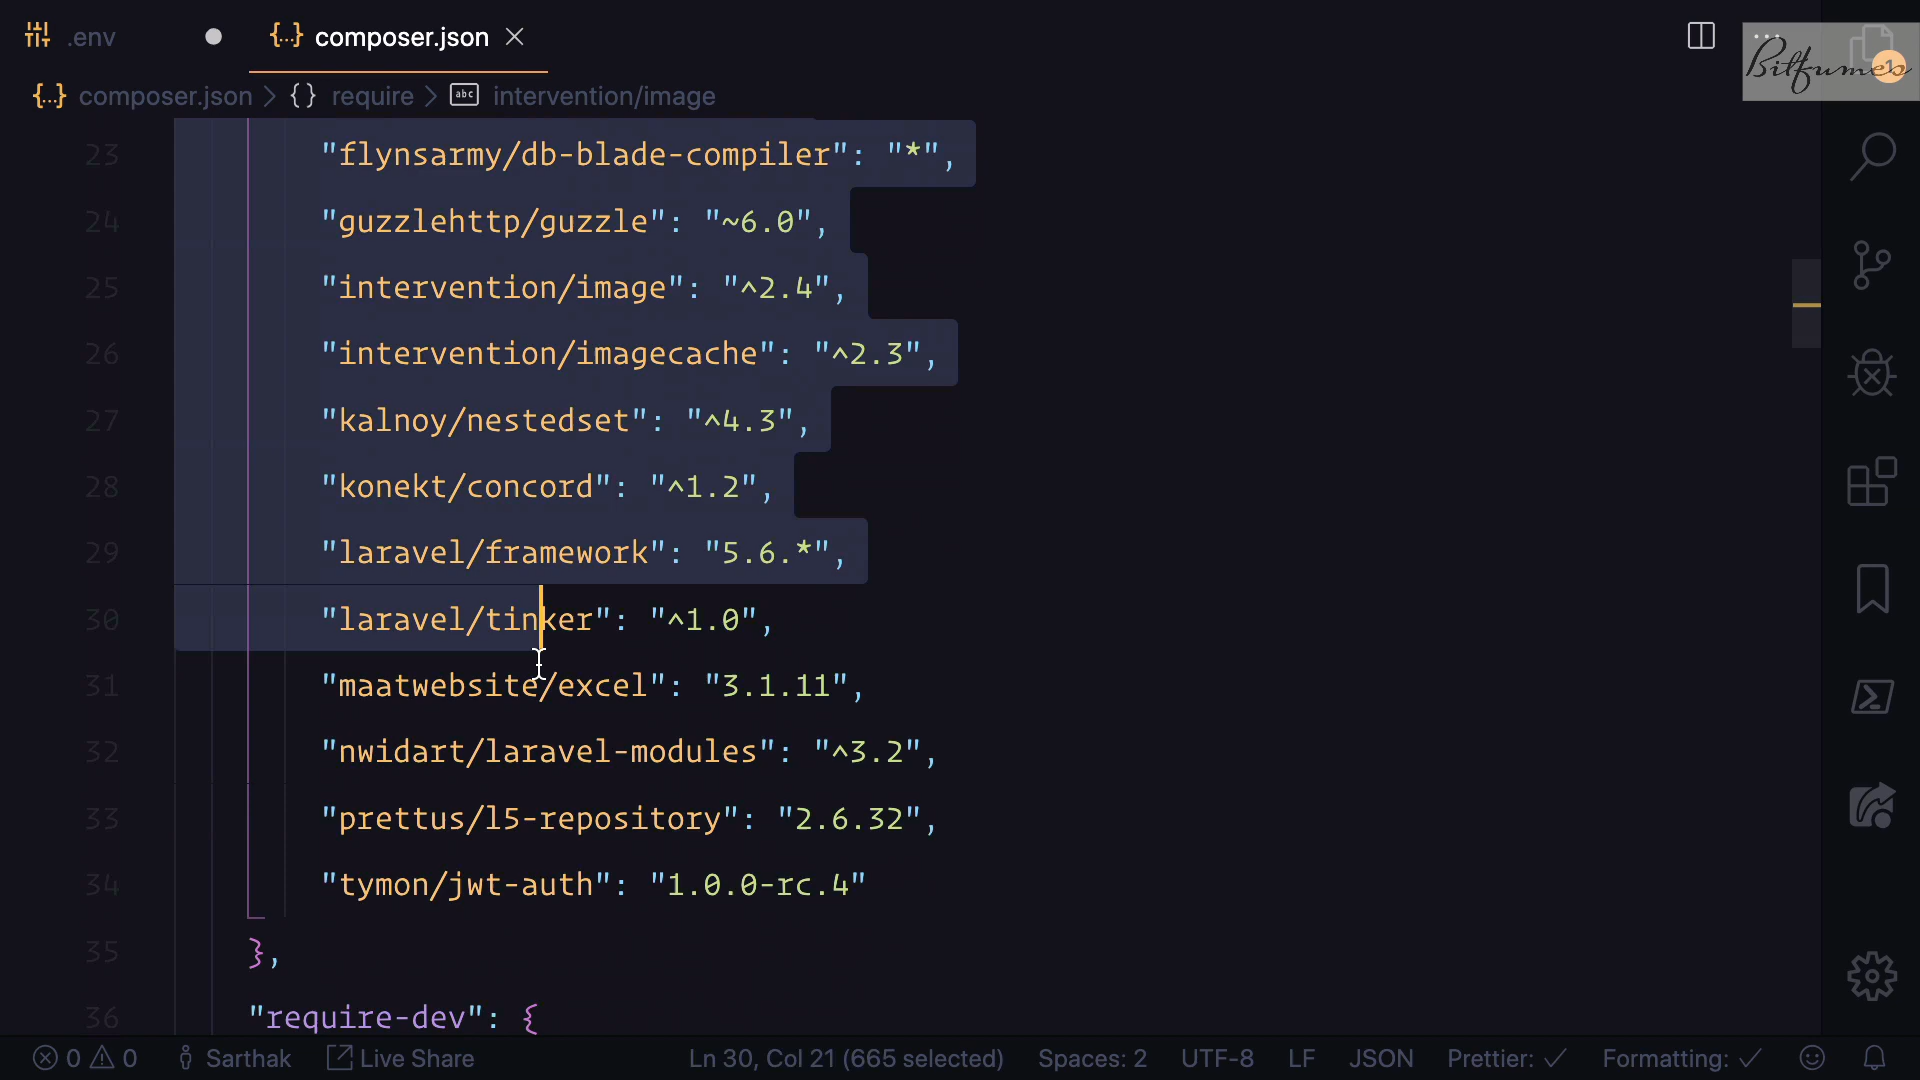 .env
{..} composer.json
Bitfumes
1
{..} composer.json > {} require > abc intervention/image
23 "flynsarmy/db-blade-compiler": "*",
24 "guzzlehttp/guzzle": "~6.0",
25 "intervention/image": "^2.4",
26 "intervention/imagecache": "^2.3",
27 "kalnoy/nestedset": "^4.3",
28 "konekt/concord": "^1.2",
29 "laravel/framework": "5.6.*",
30 "laravel/tinker": "^1.0",
31 "maatwebsite/excel": "3.1.11",
32 "nwidart/laravel-modules": "^3.2",
33 "prettus/l5-repository": "2.6.32",
34 "tymon/jwt-auth": "1.0.0-rc.4"
35 },
36 "require-dev": {
0 0 Sarthak Live Share Ln 30, Col 21 (665 selected) Spaces: 2 UTF-8 LF JSON Prettier: ✓ Formatting: ✓